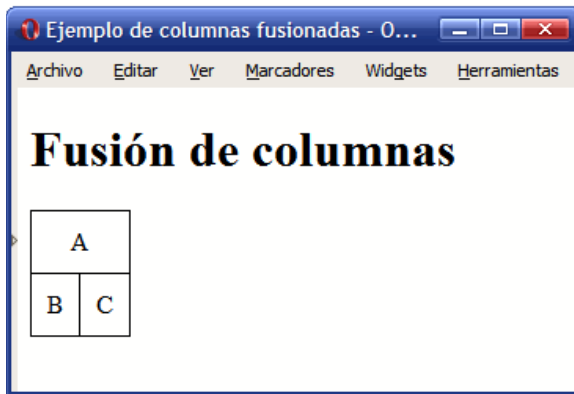 Ejemplo de columnas fusionadas - O...
Archivo Editar Ver Marcadores Widgets Herramientas
Fusión de columnas
A
B C